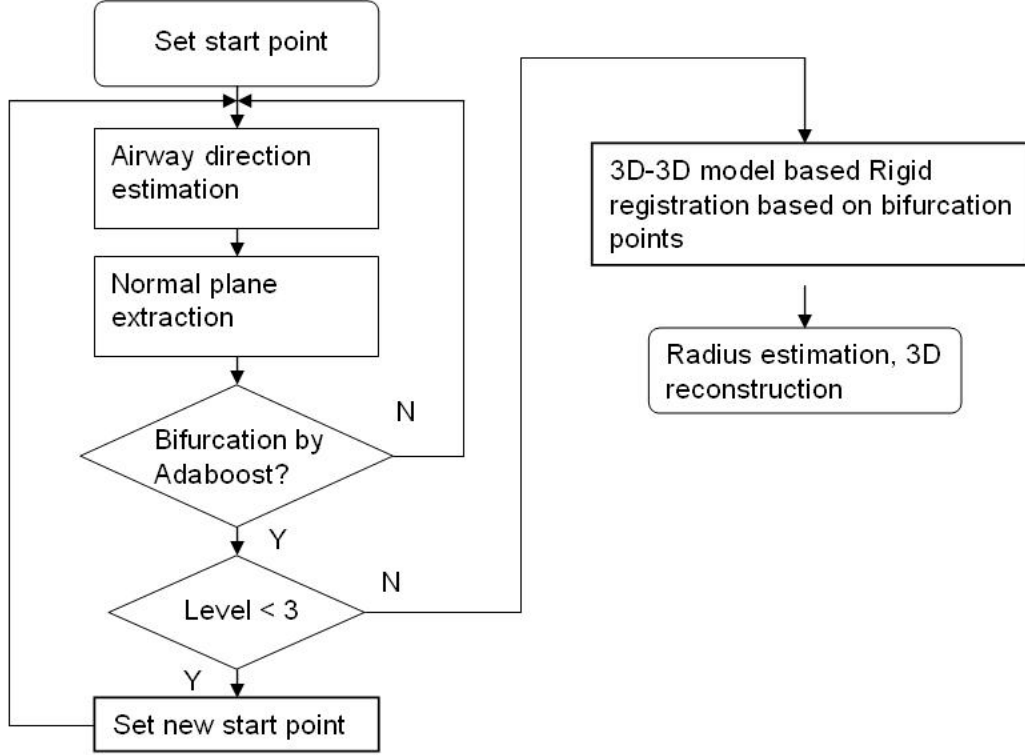 Set start point
Airway direction
estimation
Normal plane
extraction
Bifurcation by
Adaboost?
N
Y
Level < 3
N
Y
Set new start point
3D-3D model based Rigid
registration based on bifurcation
points
Radius estimation, 3D
reconstruction